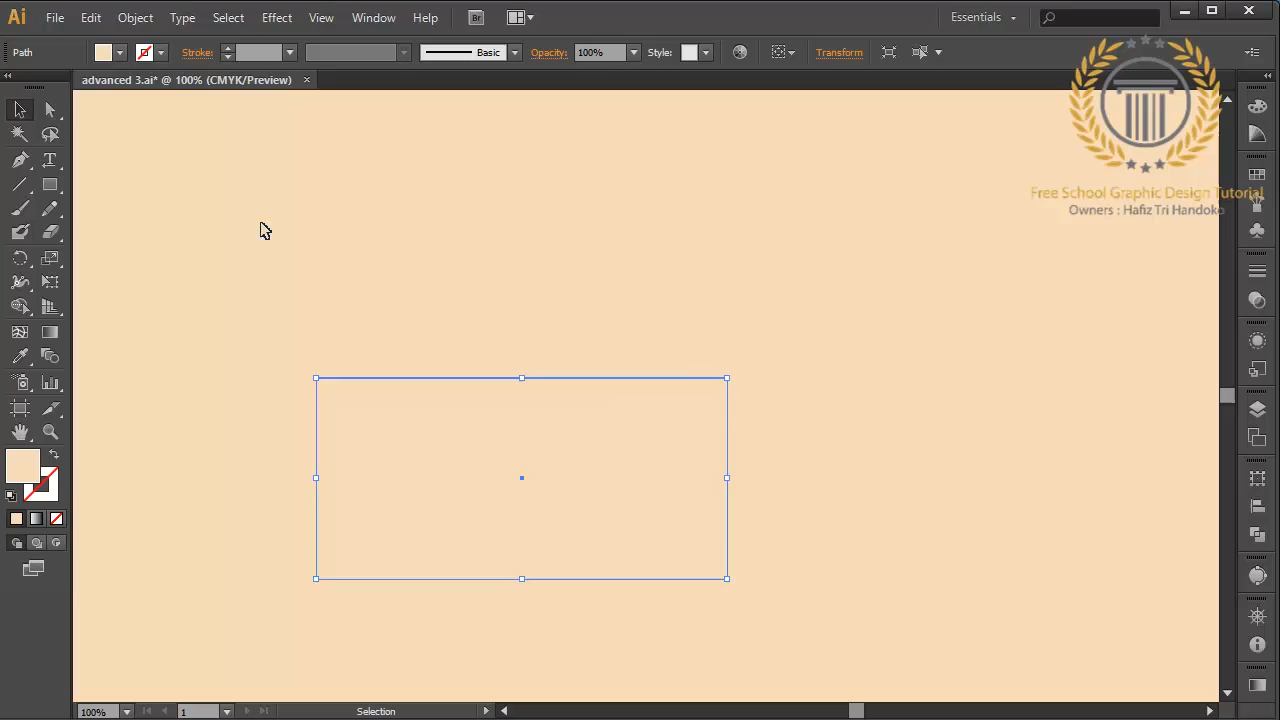 Ai File Edit Object Type Select Effect View Window Help Br Essentials
Path Stroke: Basic Opacity: 100% Style: Transform
advanced 3.ai* @ 100% (CMYK/Preview) ×
Free School Graphic Design Tutorial
Owners : Hafiz Tri Handoko
100% 1 Selection